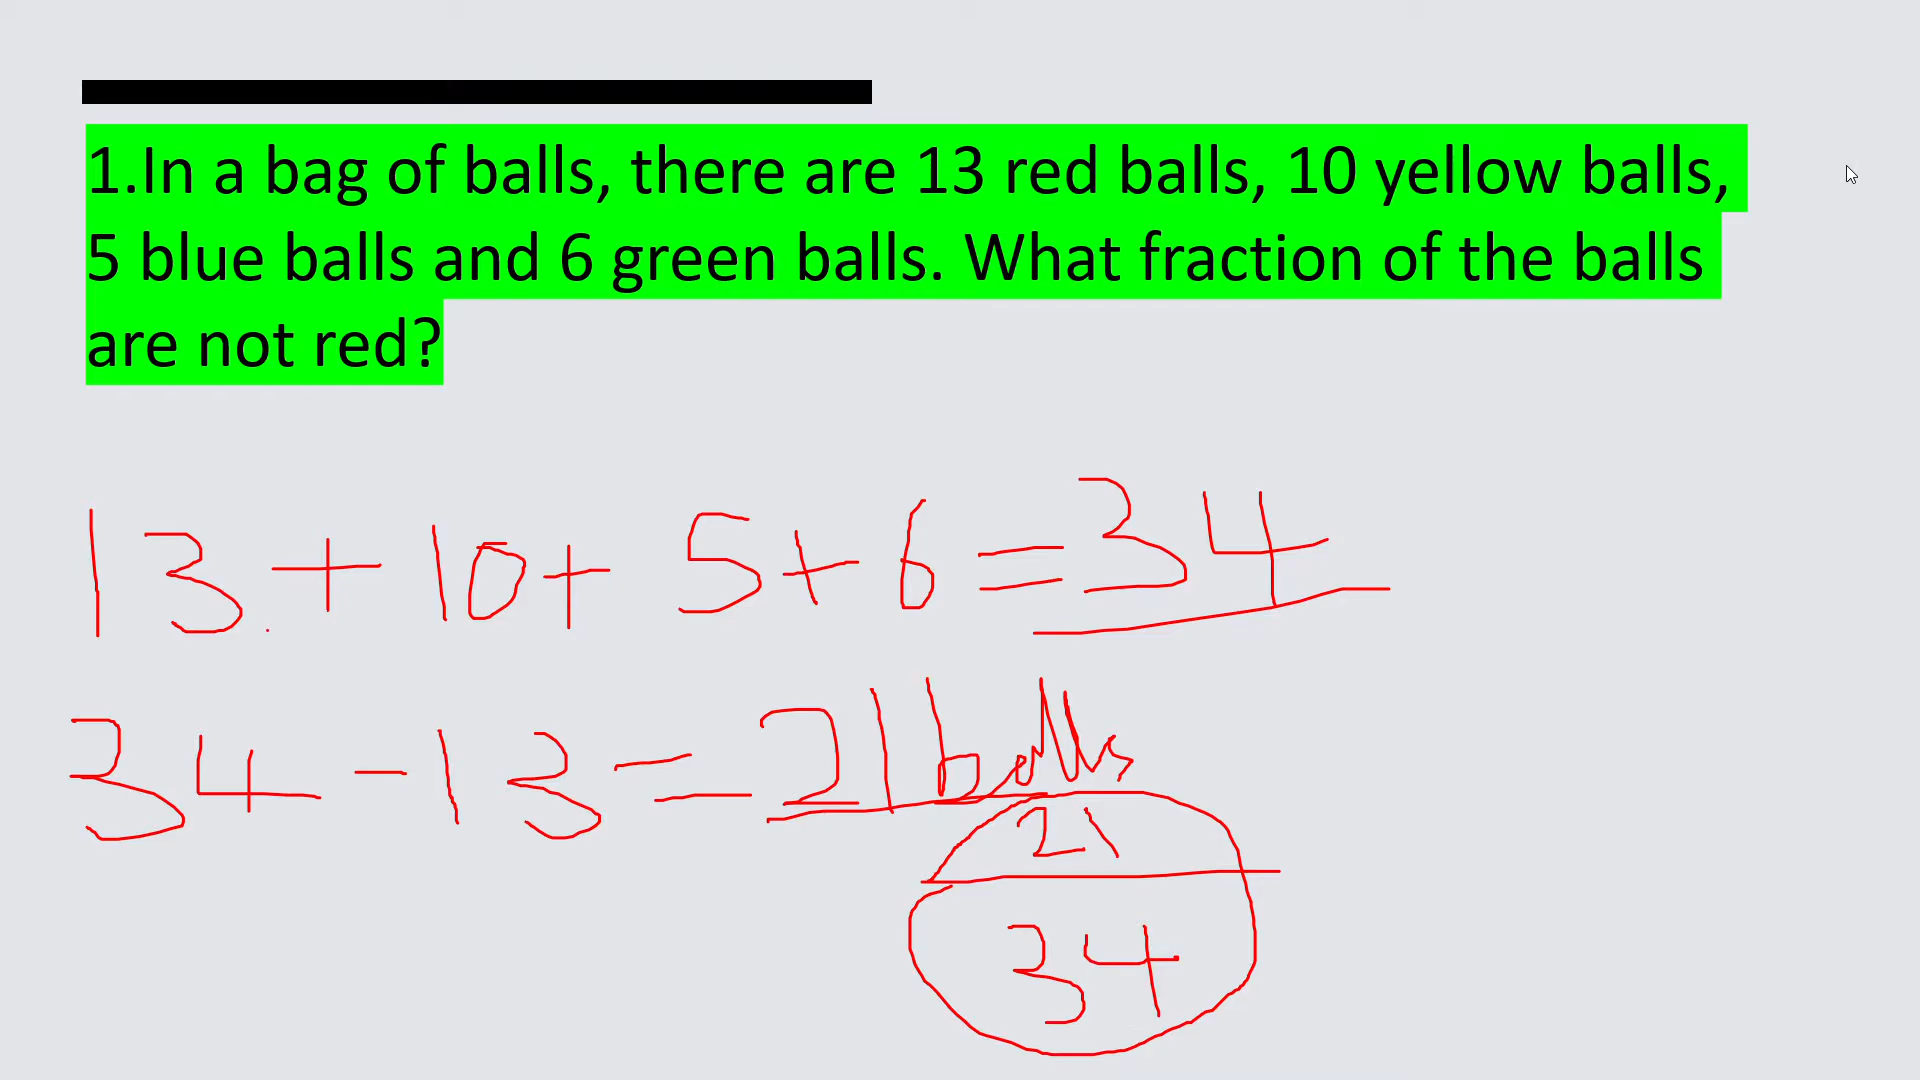 1.In a bag of balls, there are 13 red balls, 10 yellow balls,
5 blue balls and 6 green balls. What fraction of the balls
are not red?
13 + 10 + 5 + 6 = 34
34 - 13 = 21 balls
21
34